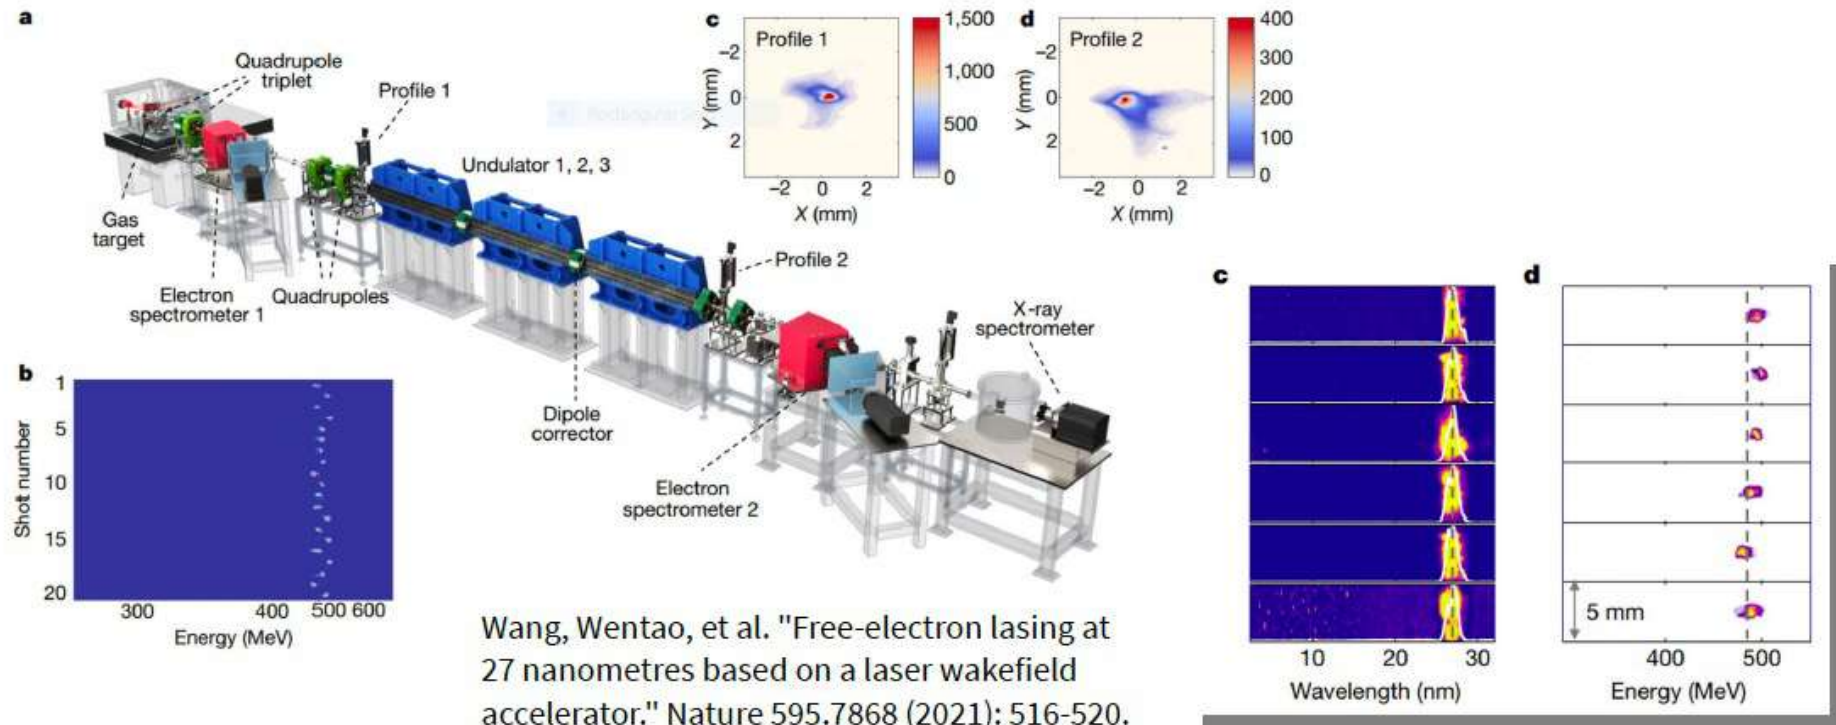 a
Quadrupole
triplet
Profile 1
Undulator 1, 2, 3
Gas
target
Electron
spectrometer 1
Quadrupoles
Profile 2
X-ray
spectrometer
Dipole
corrector
Electron
spectrometer 2
b
Shot number
1
5
10
15
20
300 400 500 600
Energy (MeV)
c
Profile 1
Y (mm)
−2
0
2
−2 0 2
X (mm)
1,500
1,000
500
0
d
Profile 2
Y (mm)
−2
0
2
−2 0 2
X (mm)
400
300
200
100
0
c
10 20 30
Wavelength (nm)
d
5 mm
400 500
Energy (MeV)
Wang, Wentao, et al. "Free-electron lasing at
27 nanometres based on a laser wakefield
accelerator." Nature 595.7868 (2021): 516-520.